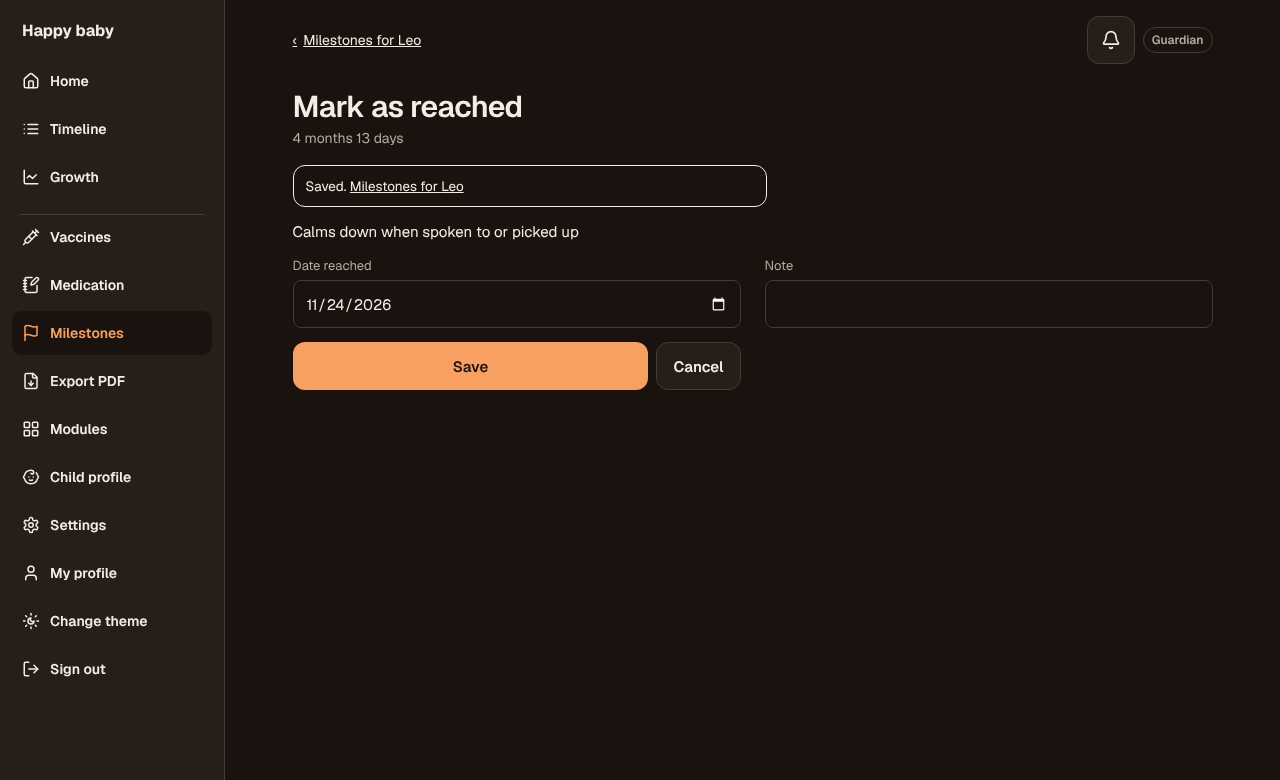 Happy baby
Home
Timeline
Growth
Vaccines
Medication
Milestones
Export PDF
Modules
Child profile
Settings
My profile
Change theme
Sign out
‹ Milestones for Leo
Guardian
Mark as reached
4 months 13 days
Saved. Milestones for Leo
Calms down when spoken to or picked up
Date reached
Note
11/24/2026
Save
Cancel